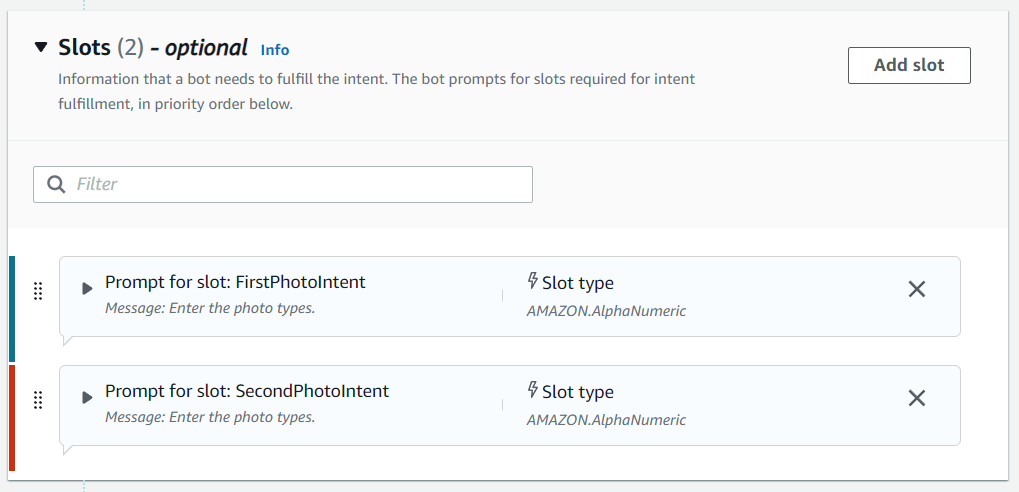 Slots (2) - optional Info
Information that a bot needs to fulfill the intent. The bot prompts for slots required for intent
fulfillment, in priority order below.
Add slot
Filter
Prompt for slot: FirstPhotoIntent
Message: Enter the photo types.
Slot type
AMAZON.AlphaNumeric
Prompt for slot: SecondPhotoIntent
Message: Enter the photo types.
Slot type
AMAZON.AlphaNumeric